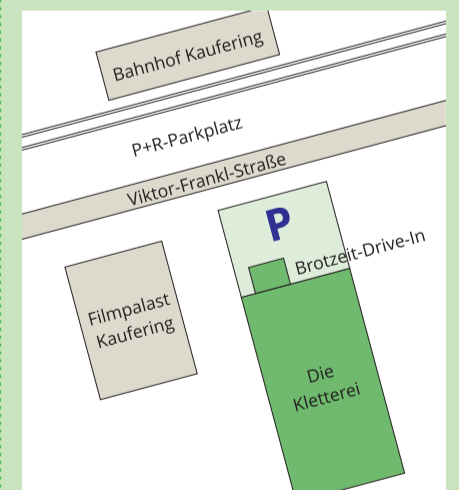 Bahnhof Kaufering
P+R-Parkplatz
Viktor-Frankl-Straße
P
Brotzeit-Drive-In
Filmpalast
Kaufering
Die
Kletterei